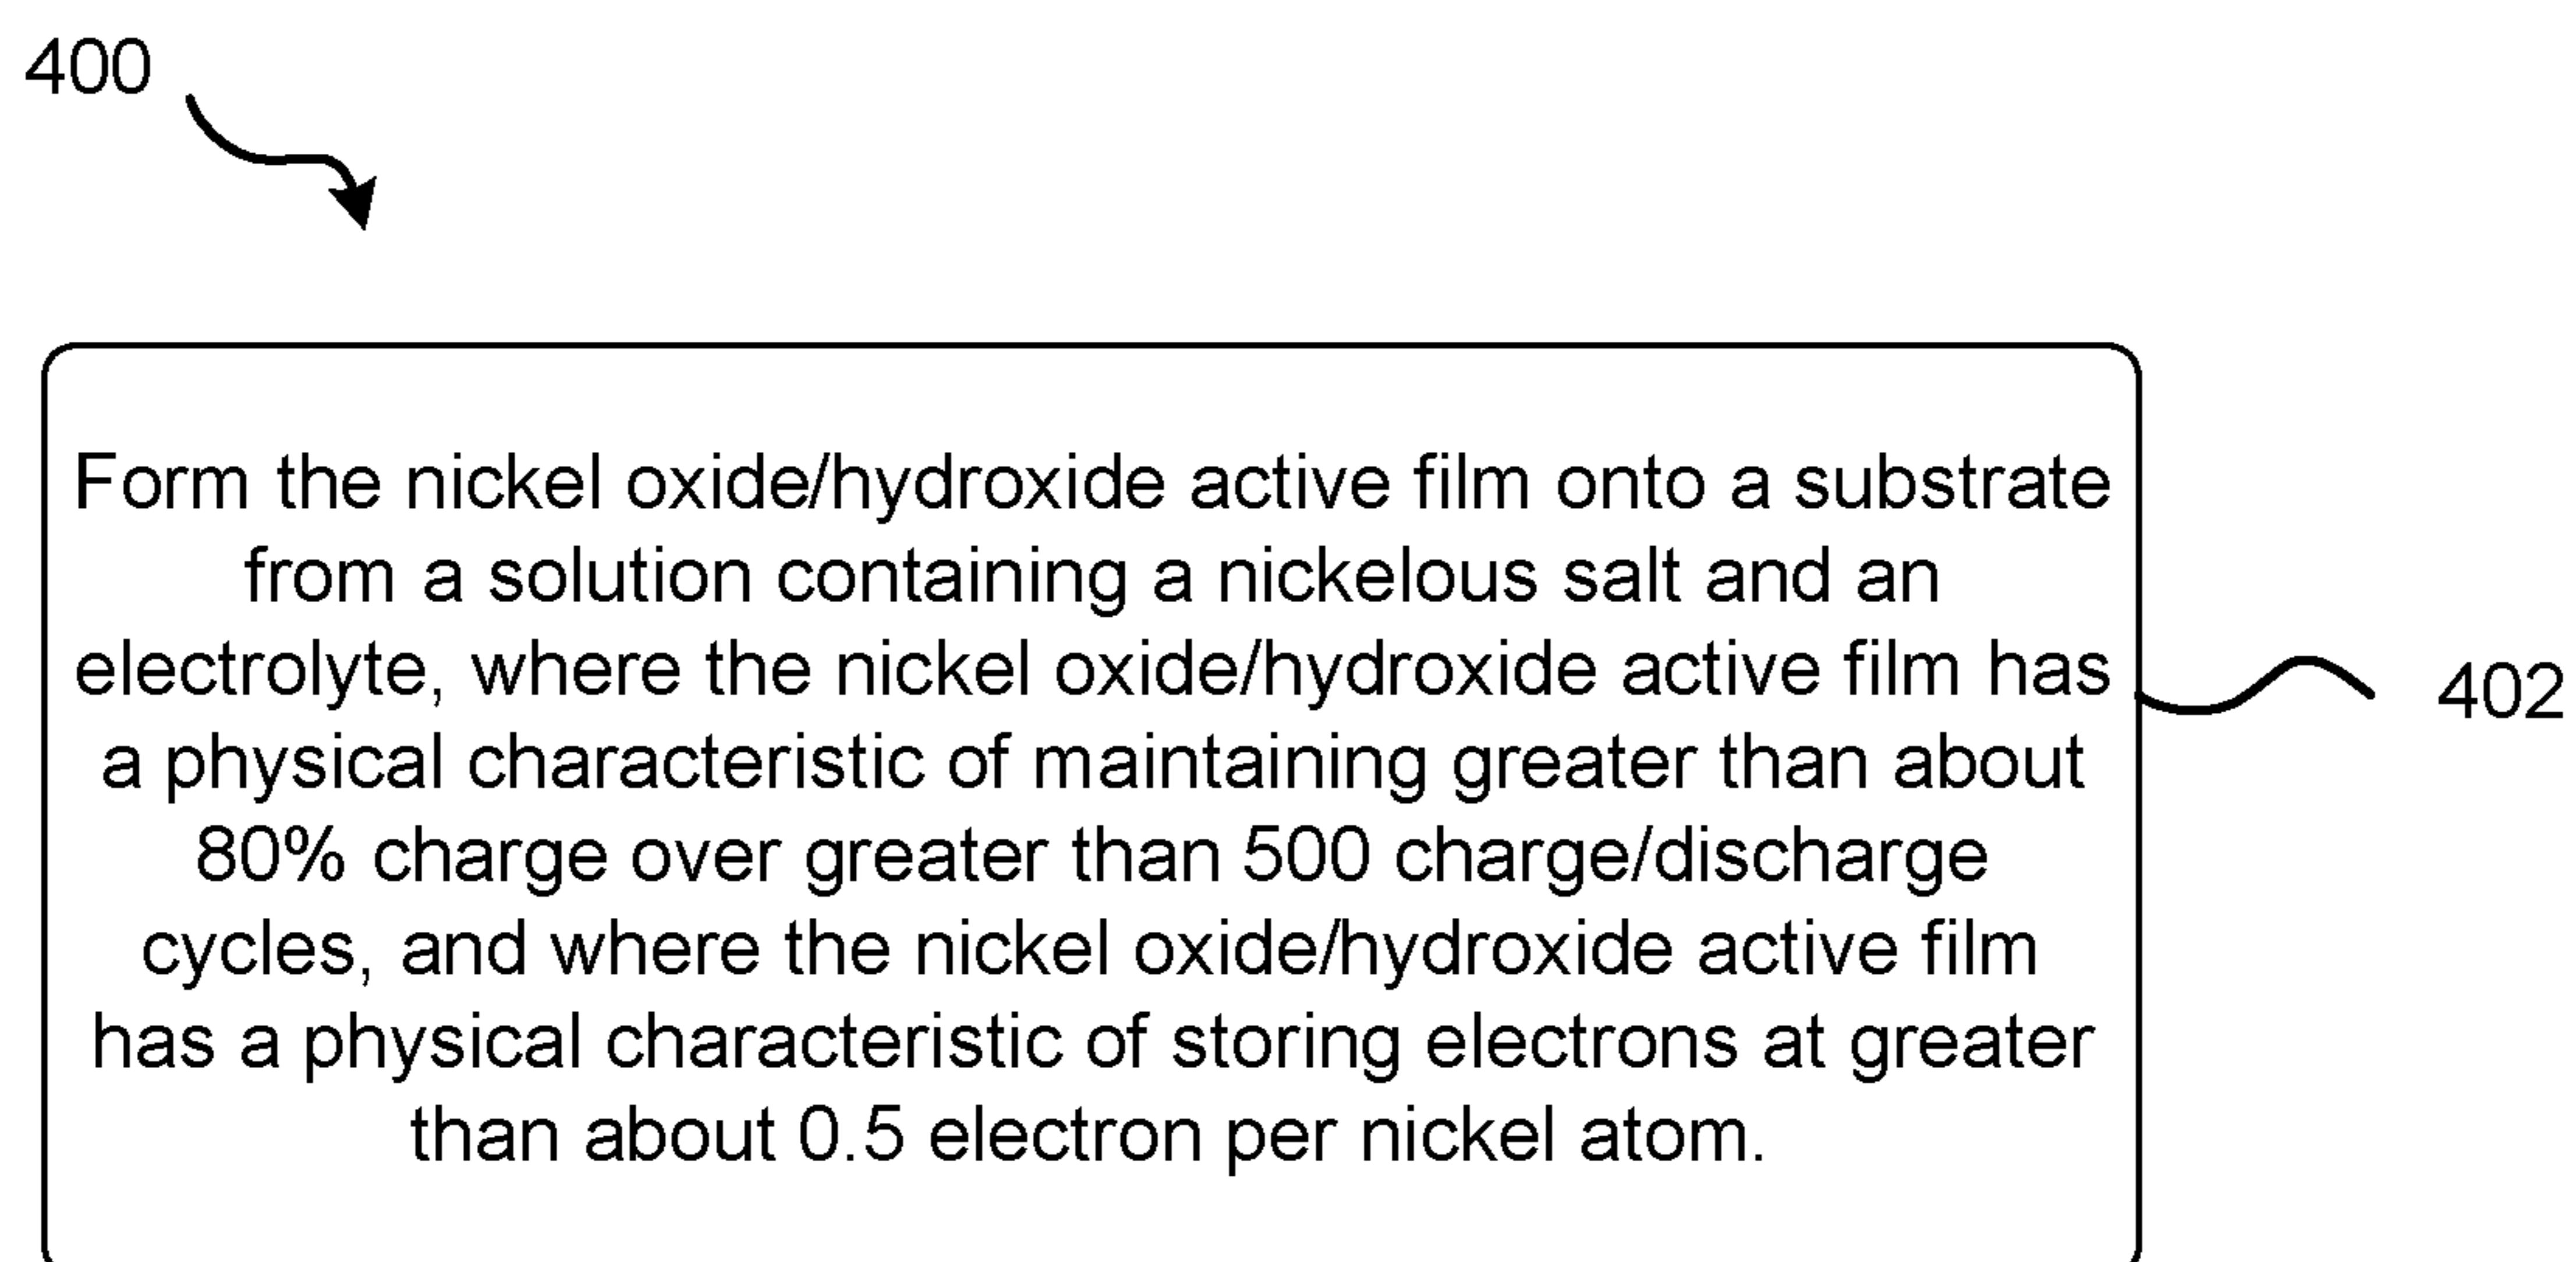 400
Form the nickel oxide/hydroxide active film onto a substrate
from a solution containing a nickelous salt and an
electrolyte, where the nickel oxide/hydroxide active film has
a physical characteristic of maintaining greater than about
80% charge over greater than 500 charge/discharge
cycles, and where the nickel oxide/hydroxide active film
has a physical characteristic of storing electrons at greater
than about 0.5 electron per nickel atom.
402